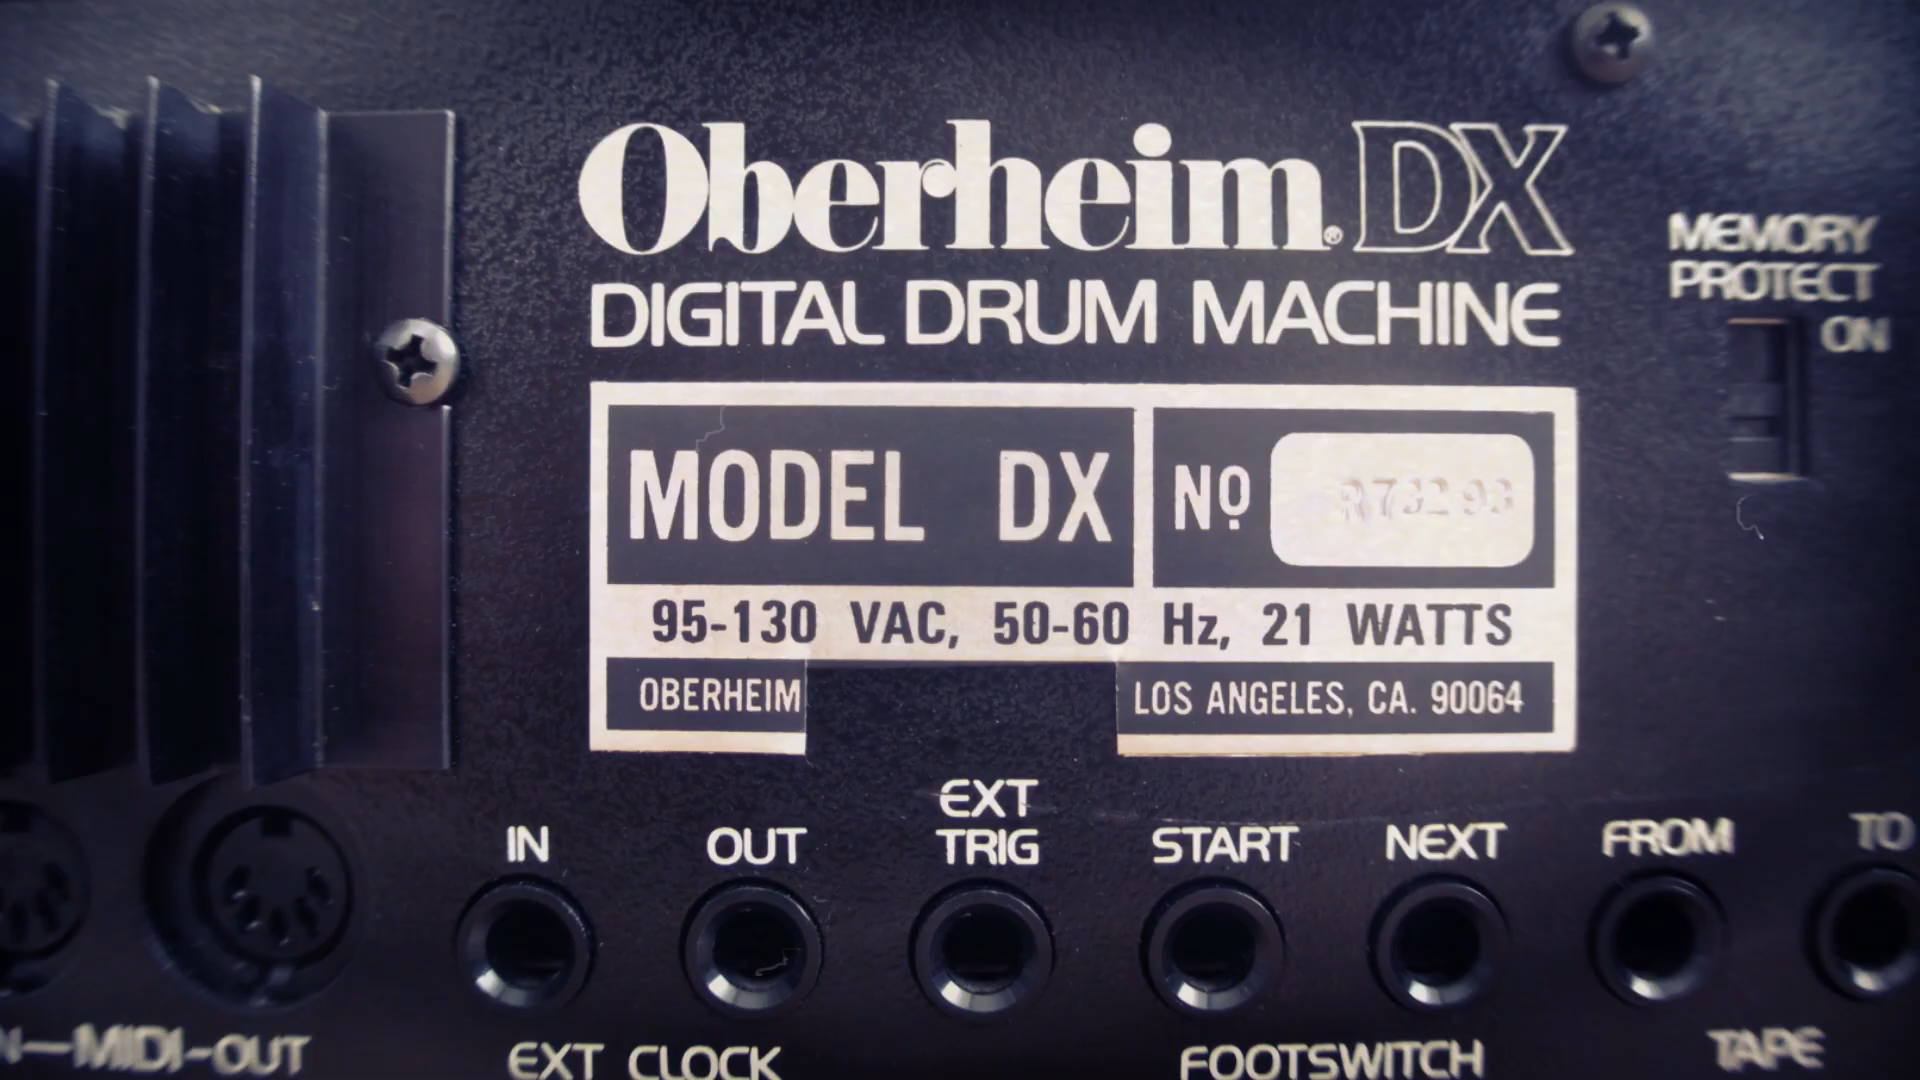 Oberheim® DX
DIGITAL DRUM MACHINE
MEMORY
PROTECT
ON
MODEL DX
Nº R73293
95-130 VAC, 50-60 Hz, 21 WATTS
OBERHEIM
LOS ANGELES, CA. 90064
IN
OUT
EXT
TRIG
START
NEXT
FROM
TO
MIDI-OUT
EXT CLOCK
FOOTSWITCH
TAPE